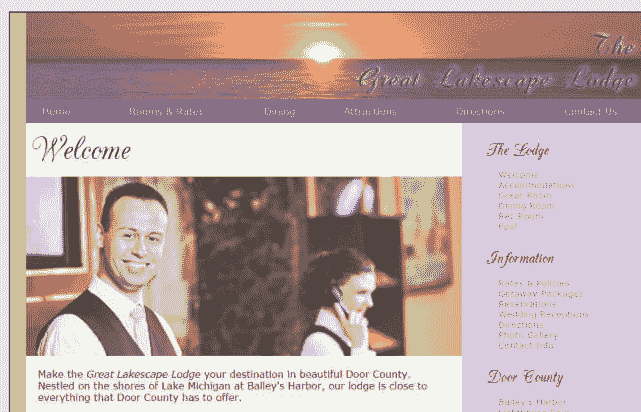 The
Great Lakescape Lodge
Home Rooms & Rates Dining Attractions Directions Contact Us
Welcome
Make the Great Lakescape Lodge your destination in beautiful Door County.
Nestled on the shores of Lake Michigan at Bailey's Harbor, our lodge is close to
everything that Door County has to offer.
The Lodge
Welcome
Accommodations
Great Room
Dining Room
Rec Room
Pool
Information
Rates & Policies
Getaway Packages
Reservations
Wedding Receptions
Directions
Photo Gallery
Contact Info
Door County
Bailey's Harbor